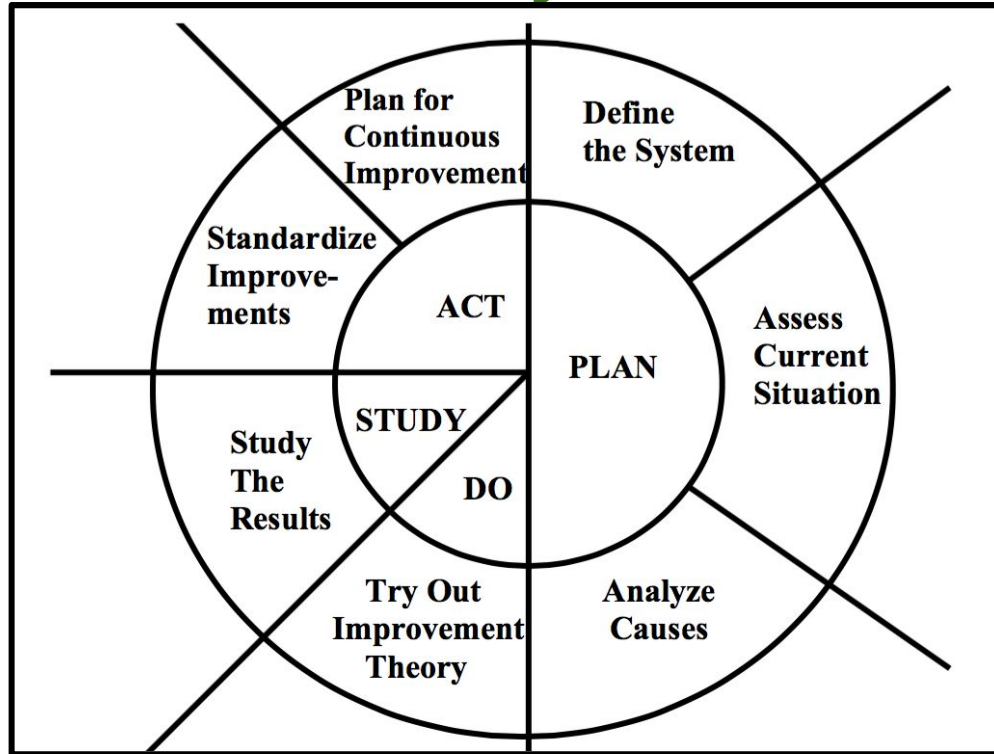 Plan for
Continuous
Improvement
Define
the System
Standardize
Improve-
ments
ACT
PLAN
Assess
Current
Situation
STUDY
Study
The
Results
DO
Try Out
Improvement
Theory
Analyze
Causes